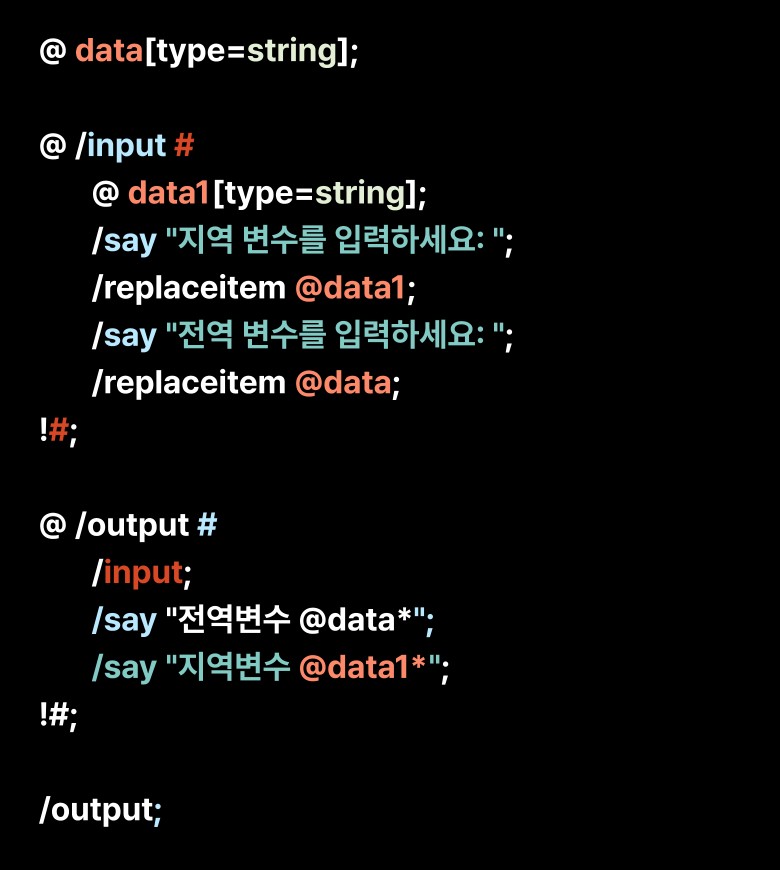 @ data[type=string];
@ /input #
@ data1[type=string];
/say "지역 변수를 입력하세요: ";
/replaceitem @data1;
/say "전역 변수를 입력하세요: ";
/replaceitem @data;
!#;
@ /output #
/input;
/say "전역변수 @data*";
/say "지역변수 @data1*";
!#;
/output;